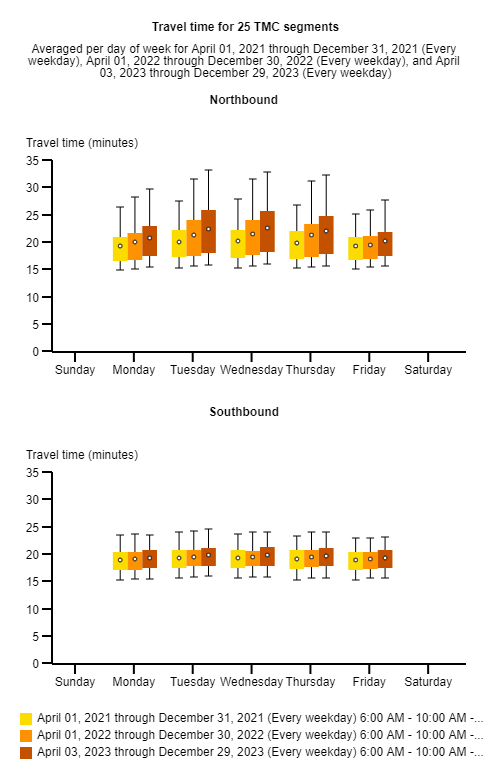 Travel time for 25 TMC segments
Averaged per day of week for April 01, 2021 through December 31, 2021 (Every
weekday), April 01, 2022 through December 30, 2022 (Every weekday), and April
03, 2023 through December 29, 2023 (Every weekday)
Northbound
Travel time (minutes)
35
30
25
20
15
10
5
0
Sunday Monday Tuesday Wednesday Thursday Friday Saturday
Southbound
Travel time (minutes)
35
30
25
20
15
10
5
0
Sunday Monday Tuesday Wednesday Thursday Friday Saturday
April 01, 2021 through December 31, 2021 (Every weekday) 6:00 AM - 10:00 AM -...
April 01, 2022 through December 30, 2022 (Every weekday) 6:00 AM - 10:00 AM -...
April 03, 2023 through December 29, 2023 (Every weekday) 6:00 AM - 10:00 AM -...